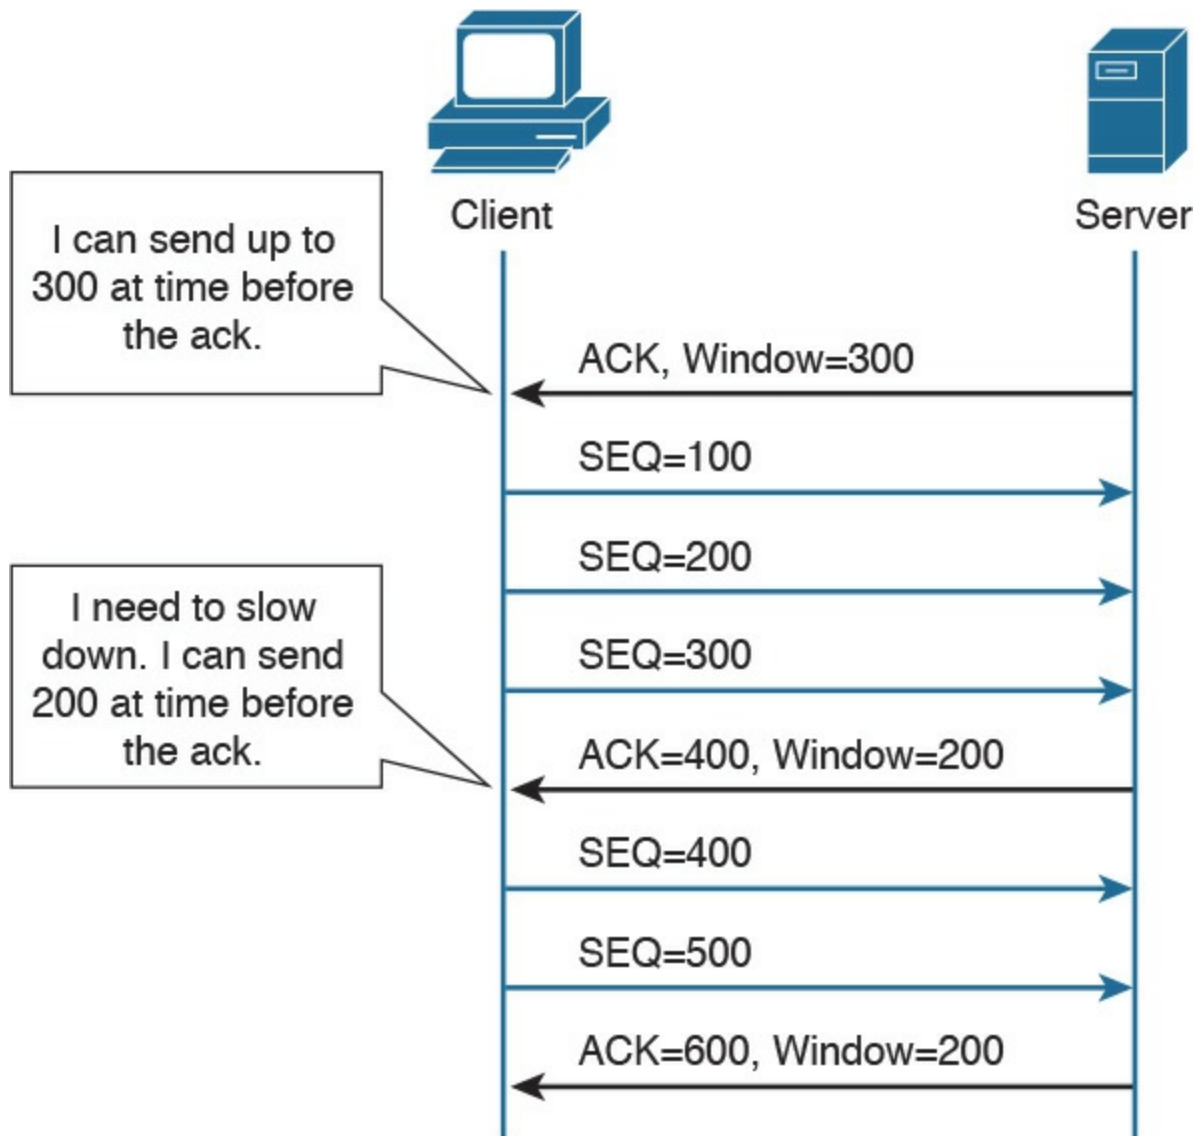 Client
Server
I can send up to
300 at time before
the ack.
ACK, Window=300
SEQ=100
SEQ=200
SEQ=300
I need to slow
down. I can send
200 at time before
the ack.
ACK=400, Window=200
SEQ=400
SEQ=500
ACK=600, Window=200